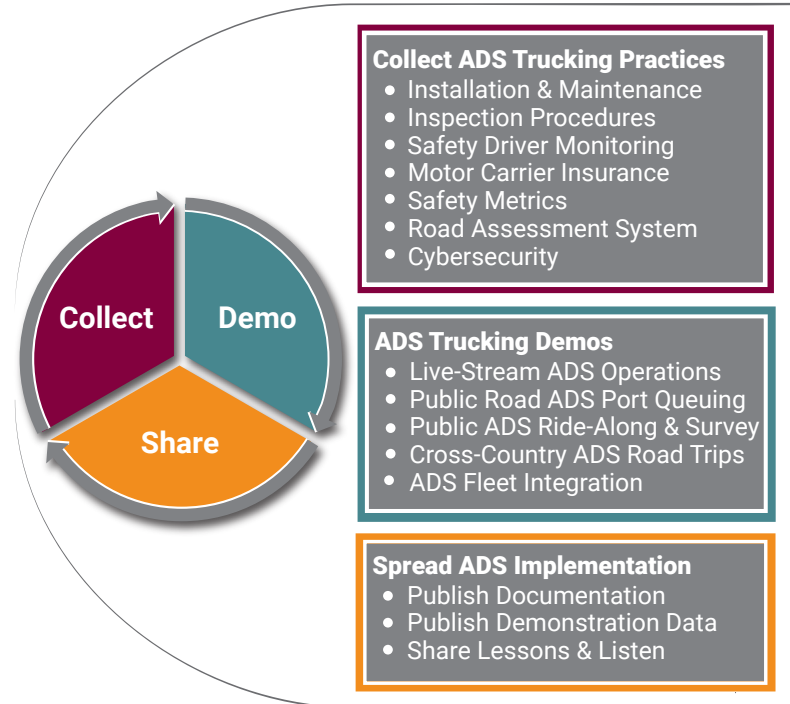 Collect
Demo
Share
Collect ADS Trucking Practices
• Installation & Maintenance
• Inspection Procedures
• Safety Driver Monitoring
• Motor Carrier Insurance
• Safety Metrics
• Road Assessment System
• Cybersecurity
ADS Trucking Demos
• Live-Stream ADS Operations
• Public Road ADS Port Queuing
• Public ADS Ride-Along & Survey
• Cross-Country ADS Road Trips
• ADS Fleet Integration
Spread ADS Implementation
• Publish Documentation
• Publish Demonstration Data
• Share Lessons & Listen